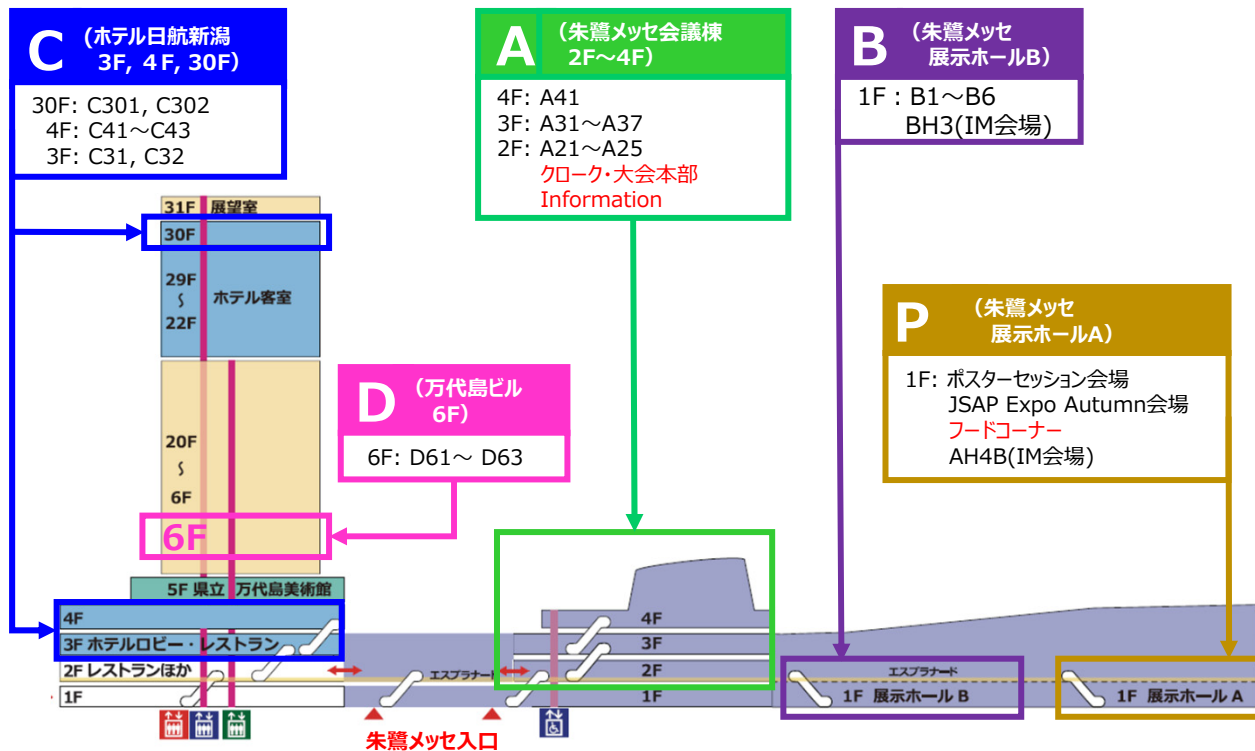 C (ホテル日航新潟
3F, 4F, 30F)
30F: C301, C302
4F: C41～C43
3F: C31, C32
A (朱鷺メッセ会議棟
2F～4F)
4F: A41
3F: A31～A37
2F: A21～A25
クローク・大会本部
Information
B (朱鷺メッセ
展示ホールB)
1F : B1～B6
BH3(IM会場)
P (朱鷺メッセ
展示ホールA)
1F: ポスターセッション会場
JSAP Expo Autumn会場
フードコーナー
AH4B(IM会場)
D (万代島ビル
6F)
6F: D61～ D63
31F 展望室
30F
29F
～
22F
ホテル客室
20F
～
6F
6F
5F 県立 万代島美術館
4F
3F ホテルロビー・レストラン
2F レストランほか
1F
エスプラナード
4F
3F
2F
1F
エスプラナード
1F 展示ホール B
1F 展示ホール A
朱鷺メッセ入口